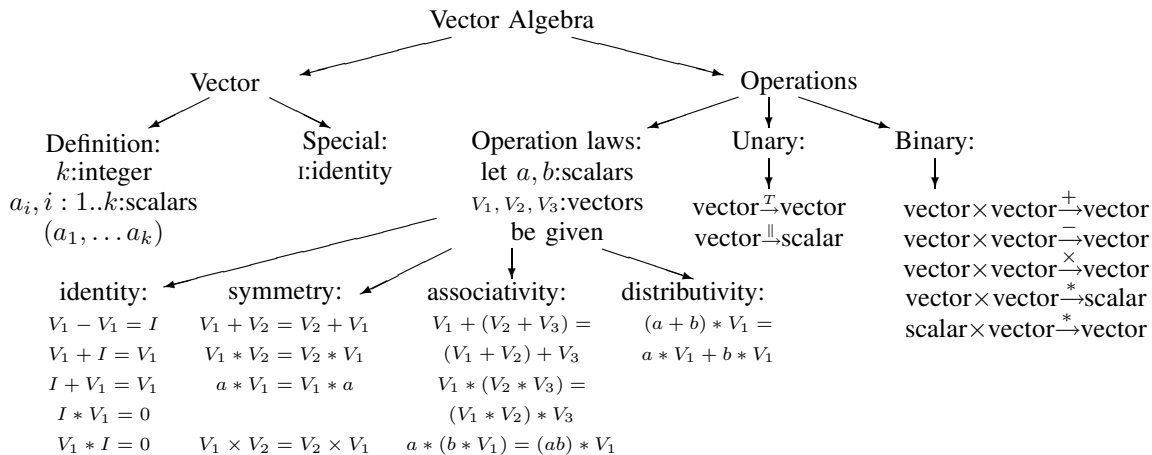 Vector Algebra
Vector
Operations
Definition:
k:integer
a_i, i : 1..k:scalars
(a_1, … a_k)
Special:
I:identity
Operation laws:
let a, b:scalars
V_1, V_2, V_3:vectors
be given
Unary:
vector→^T vector
vector→^∥ scalar
Binary:
vector×vector→^+ vector
vector×vector→^− vector
vector×vector→^× vector
vector×vector→^* scalar
scalar×vector→^* vector
identity:
V_1 − V_1 = I
V_1 + I = V_1
I + V_1 = V_1
I ∗ V_1 = 0
V_1 ∗ I = 0
symmetry:
V_1 + V_2 = V_2 + V_1
V_1 ∗ V_2 = V_2 ∗ V_1
a ∗ V_1 = V_1 ∗ a
V_1 × V_2 = V_2 × V_1
associativity:
V_1 + (V_2 + V_3) =
(V_1 + V_2) + V_3
V_1 ∗ (V_2 ∗ V_3) =
(V_1 ∗ V_2) ∗ V_3
a ∗ (b ∗ V_1) = (ab) ∗ V_1
distributivity:
(a + b) ∗ V_1 =
a ∗ V_1 + b ∗ V_1